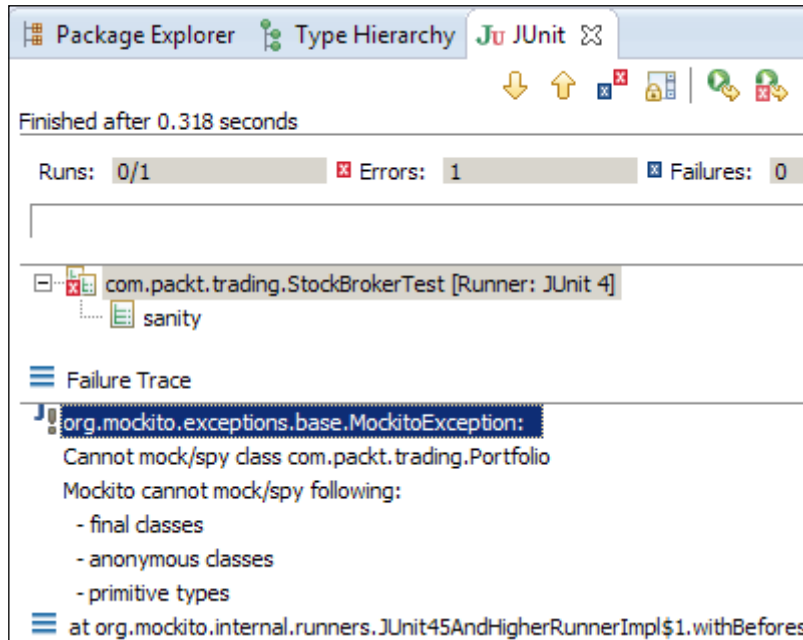 Package Explorer Type Hierarchy JU JUnit
Finished after 0.318 seconds
Runs: 0/1 Errors: 1 Failures: 0
com.packt.trading.StockBrokerTest [Runner: JUnit 4]
sanity
Failure Trace
org.mockito.exceptions.base.MockitoException:
Cannot mock/spy class com.packt.trading.Portfolio
Mockito cannot mock/spy following:
- final classes
- anonymous classes
- primitive types
at org.mockito.internal.runners.JUnit45AndHigherRunnerImpl$1.withBefores